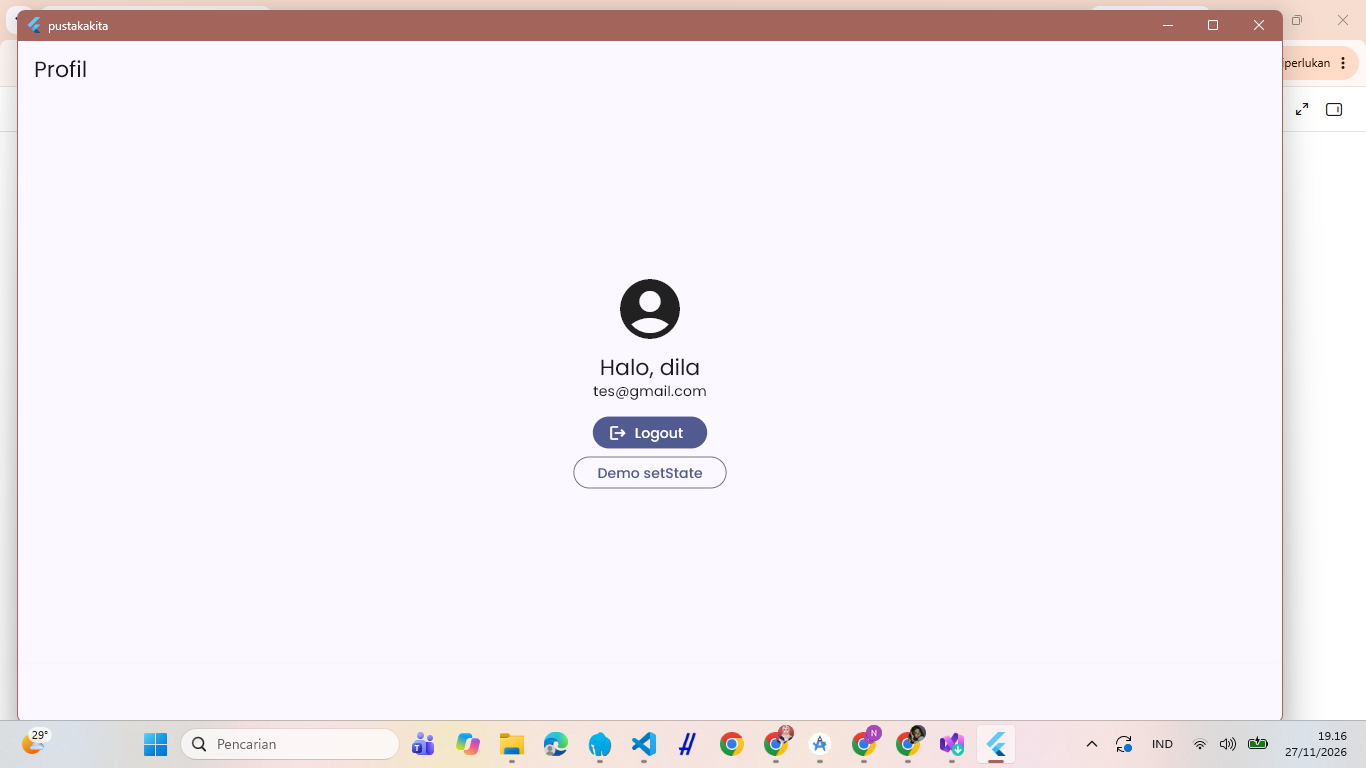 pustakakita
perlukan
Profil
Halo, dila
tes@gmail.com
Logout
Demo setState
29°
Pencarian
N
IND
19.16
27/11/2026